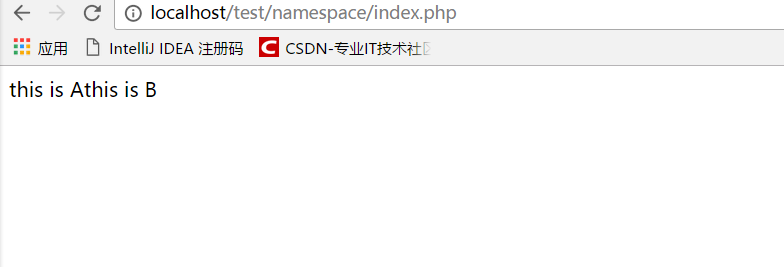 localhost/test/namespace/index.php
应用 IntelliJ IDEA 注册码 CSDN-专业IT技术社
this is Athis is B